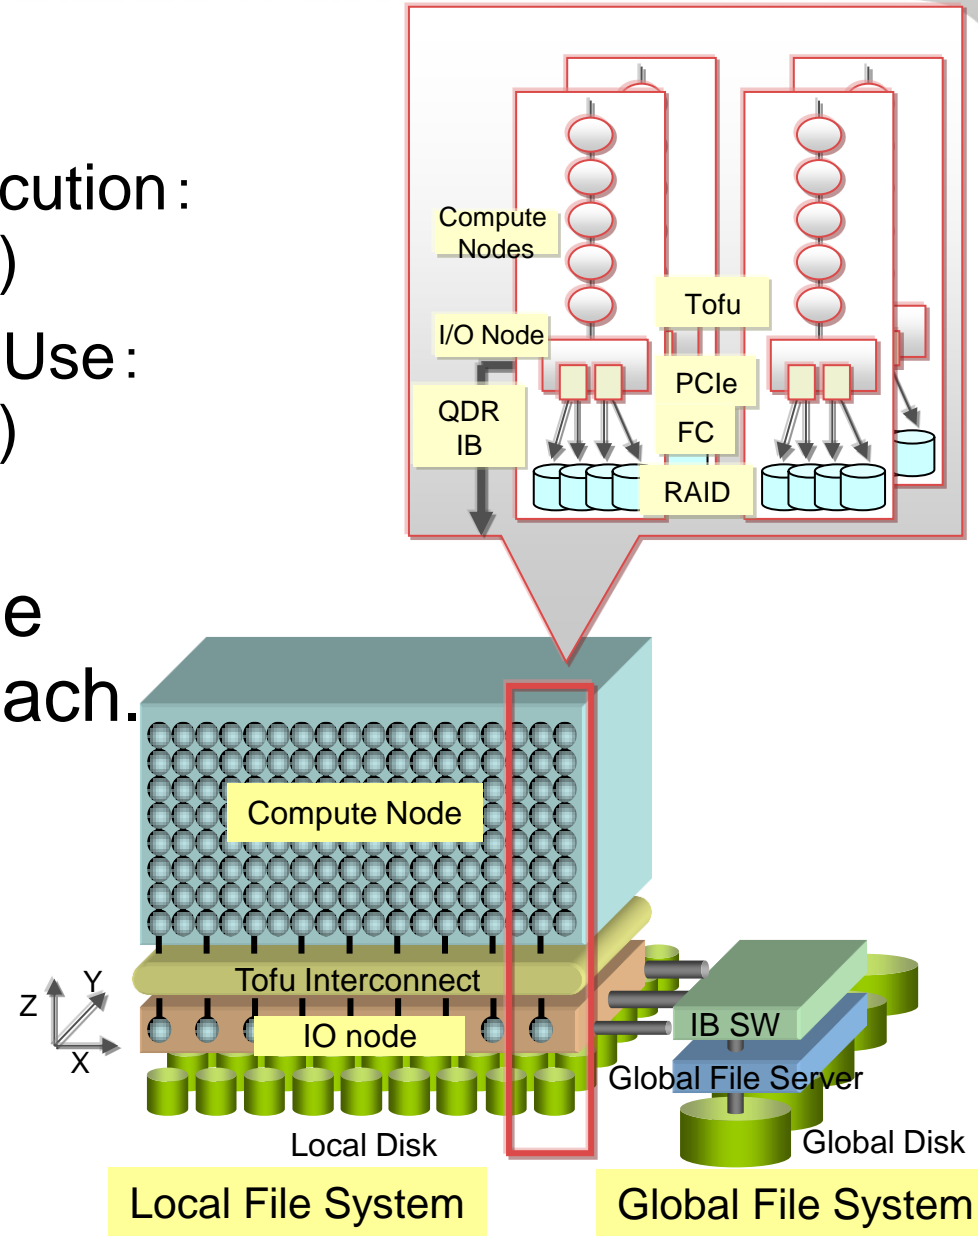 cution：
)
Use：
)
e
ach.
Compute
Nodes
I/O Node
QDR
IB
Tofu
PCIe
FC
RAID
Compute Node
Tofu Interconnect
IO node
Z
Y
X
IB SW
Global File Server
Local Disk
Global Disk
Local File System
Global File System